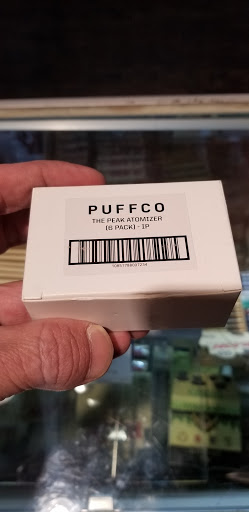 PUFFCO
THE PEAK ATOMIZER
(6 PACK) - IP